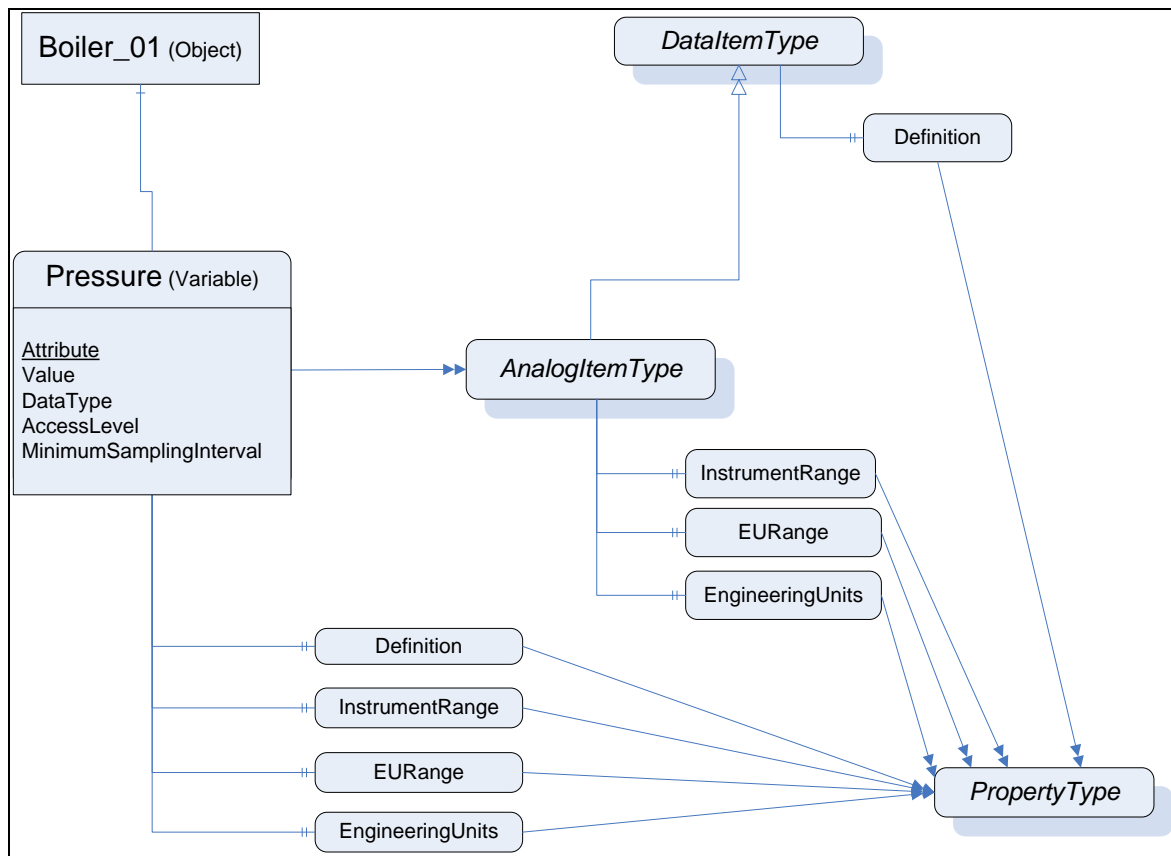 Boiler_01 (Object)
DataItemType
Definition
Pressure (Variable)
Attribute
Value
DataType
AccessLevel
MinimumSamplingInterval
AnalogItemType
InstrumentRange
EURange
EngineeringUnits
Definition
InstrumentRange
EURange
EngineeringUnits
PropertyType